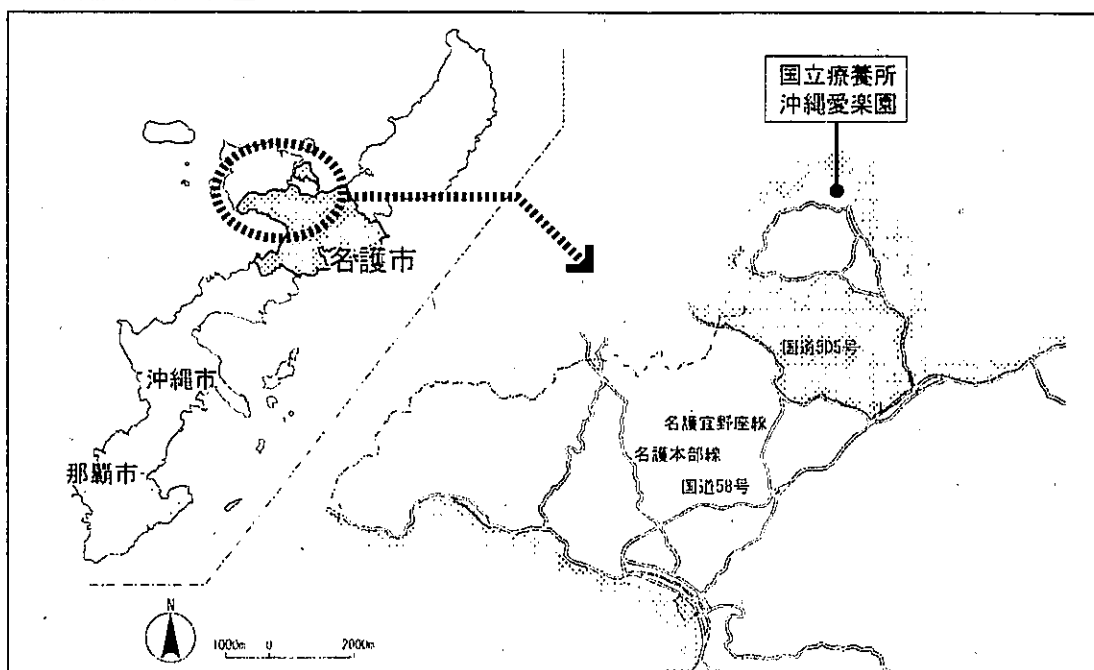 国立療養所
沖縄愛楽園
名護市
沖縄市
那覇市
国道505号
名護宜野座線
名護本部線
国道58号
N
1000m 0 2000m